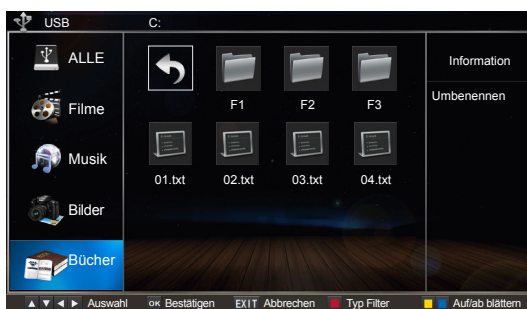 USB C:
ALLE
Filme
Musik
Bilder
Bücher
F1 F2 F3
01.txt 02.txt 03.txt 04.txt
Information
Umbenennen
Auswahl OK Bestätigen EXIT Abbrechen Typ Filter Auf/ab blättern